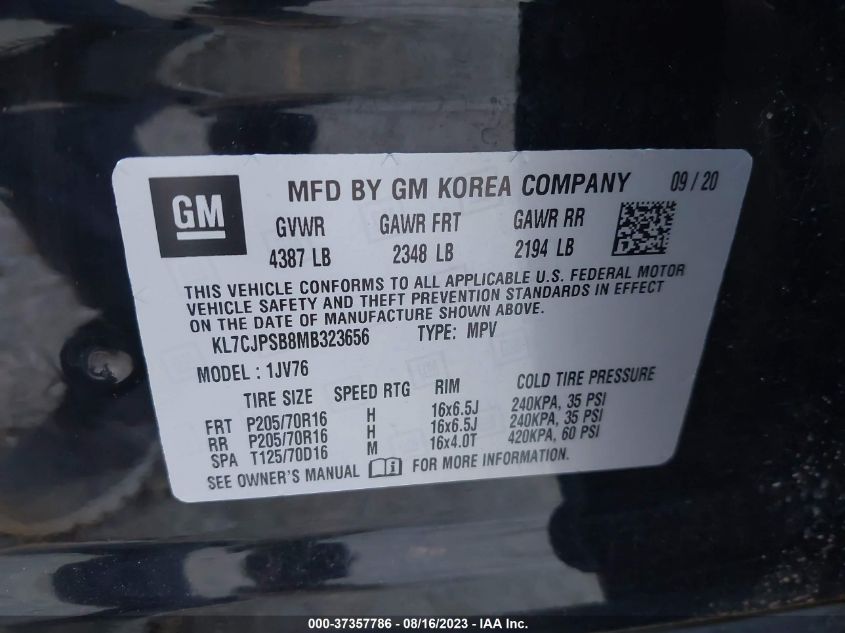 GM
MFD BY GM KOREA COMPANY 09 / 20
GVWR GAWR FRT GAWR RR
4387 LB 2348 LB 2194 LB
THIS VEHICLE CONFORMS TO ALL APPLICABLE U.S. FEDERAL MOTOR
VEHICLE SAFETY AND THEFT PREVENTION STANDARDS IN EFFECT
ON THE DATE OF MANUFACTURE SHOWN ABOVE.
KL7CJPSB8MB323656 TYPE: MPV
MODEL : 1JV76
TIRE SIZE SPEED RTG RIM COLD TIRE PRESSURE
FRT P205/70R16 H 16x6.5J 240KPA, 35 PSI
RR P205/70R16 H 16x6.5J 240KPA, 35 PSI
SPA T125/70D16 M 16x4.0T 420KPA, 60 PSI
SEE OWNER'S MANUAL FOR MORE INFORMATION.
000-37357786 - 08/16/2023 - IAA Inc.